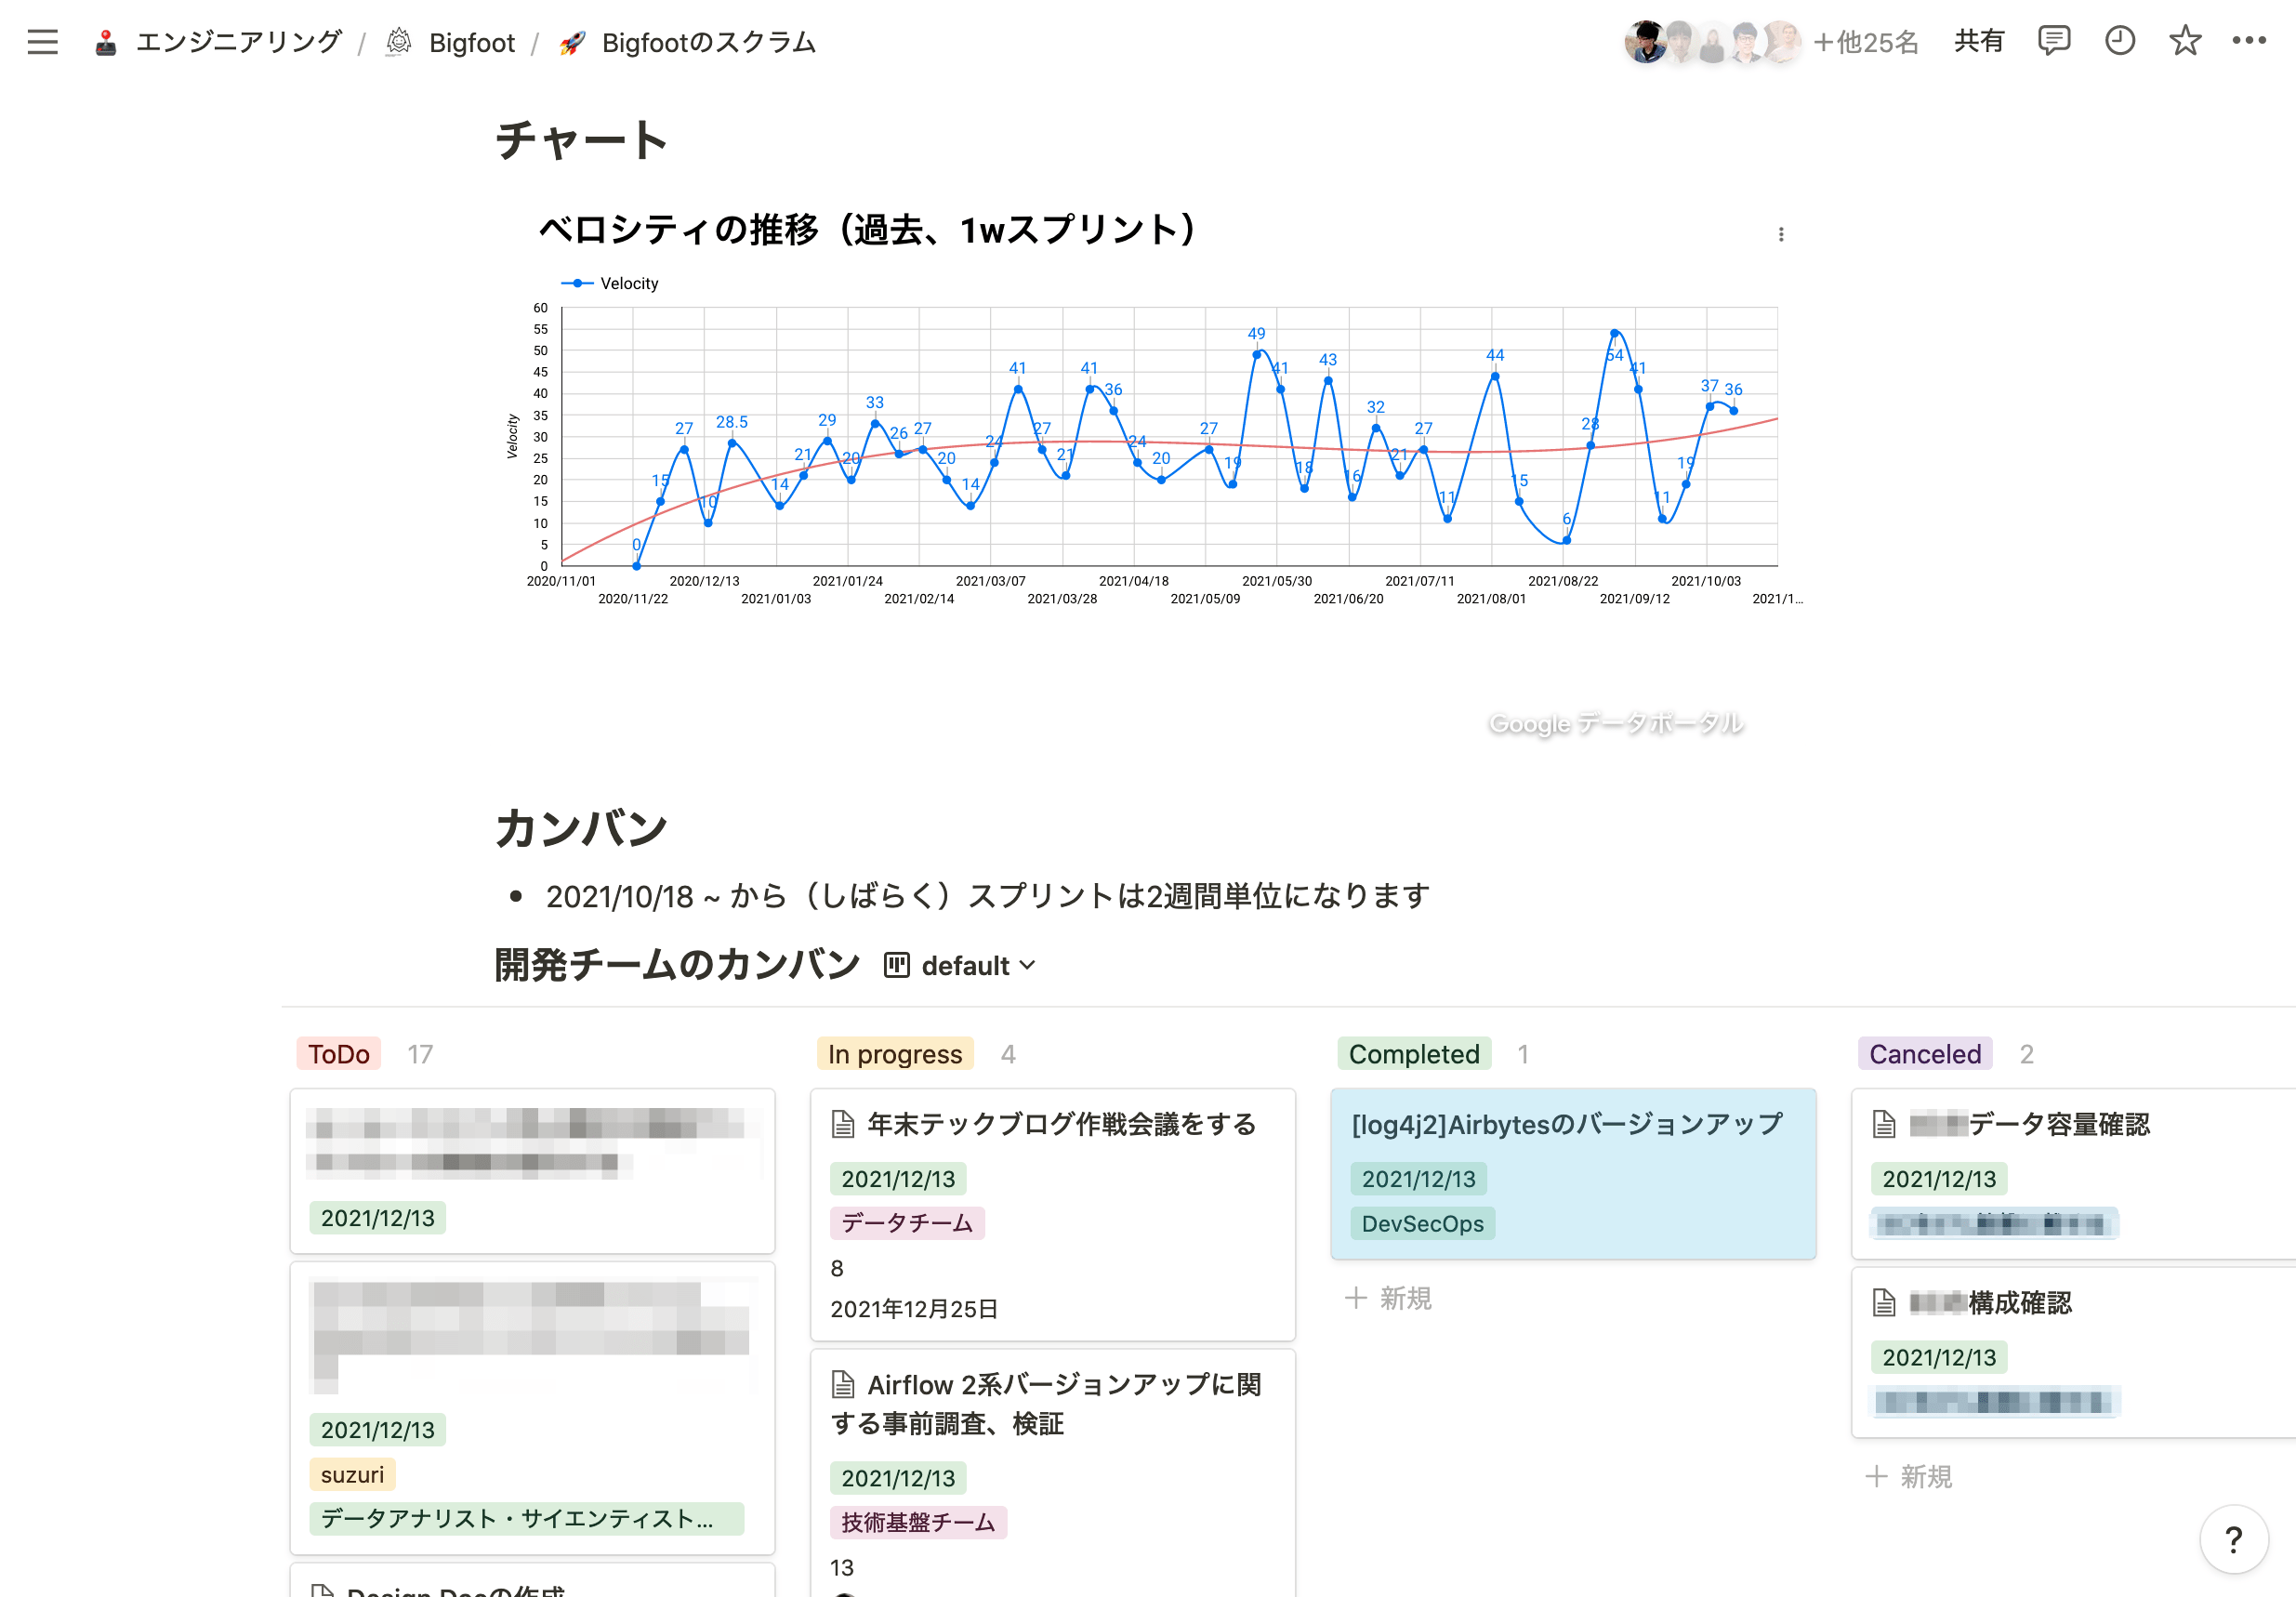 エンジニアリング / Bigfoot / Bigfootのスクラム
+他25名 共有
チャート
ベロシティの推移（過去、1wスプリント）
Velocity
60
55
50
45
40
35
30
25
20
15
10
5
0
Velocity
0 15 27 10 28.5 14 21 29 20 33 26 27 20 14 24 41 27 21 41 36 24 20 27 19 49 41 18 43 16 32 21 27 11 44 15 6 28 54 41 11 19 37 36
2020/11/01 2020/12/13 2021/01/24 2021/03/07 2021/04/18 2021/05/30 2021/07/11 2021/08/22 2021/10/03
2020/11/22 2021/01/03 2021/02/14 2021/03/28 2021/05/09 2021/06/20 2021/08/01 2021/09/12 2021/1...
Google データポータル
カンバン
• 2021/10/18 ~ から（しばらく）スプリントは2週間単位になります
開発チームのカンバン default
ToDo 17
2021/12/13
2021/12/13
suzuri
データアナリスト・サイエンティスト...
Design Docの作成
In progress 4
年末テックブログ作戦会議をする
2021/12/13
データチーム
8
2021年12月25日
Airflow 2系バージョンアップに関
する事前調査、検証
2021/12/13
技術基盤チーム
13
Completed 1
[log4j2]Airbytesのバージョンアップ
2021/12/13
DevSecOps
+ 新規
Canceled 2
データ容量確認
2021/12/13
構成確認
2021/12/13
+ 新規
?